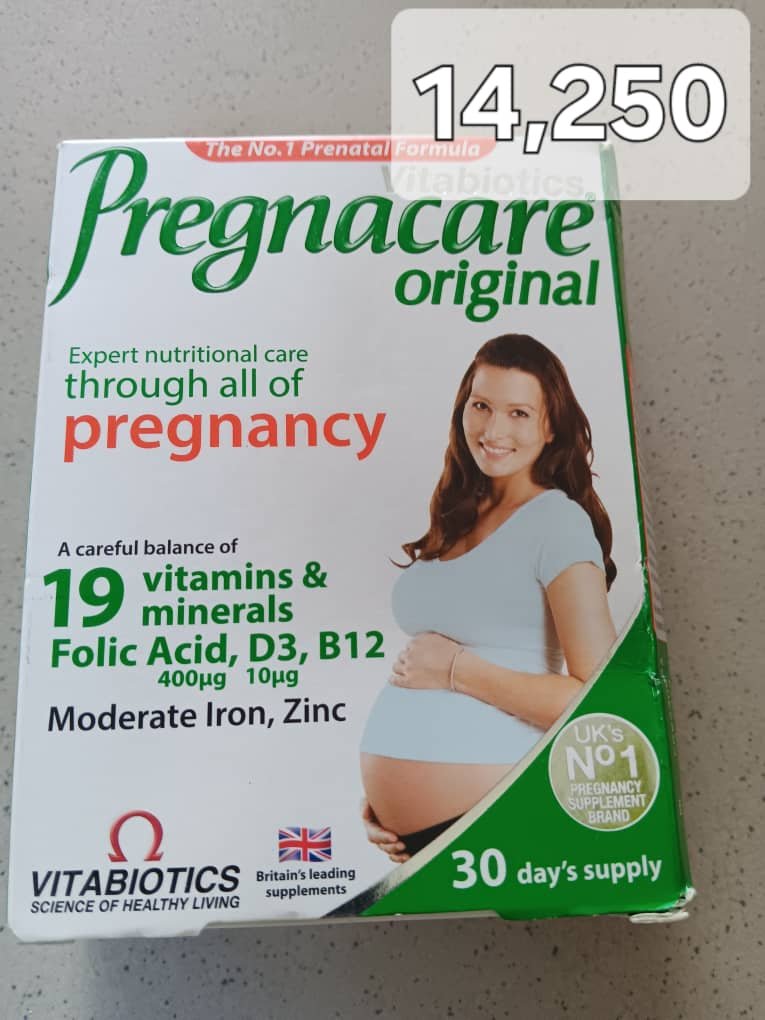 14,250
The No.1 Prenatal Formula
Vitabiotics
Pregnacare®
original
Expert nutritional care
through all of
pregnancy
A careful balance of
19 vitamins &
minerals
Folic Acid, D3, B12
400µg 10µg
Moderate Iron, Zinc
UK's
Nº1
PREGNANCY
SUPPLEMENT
BRAND
VITABIOTICS
SCIENCE OF HEALTHY LIVING
Britain's leading
supplements
30 day's supply